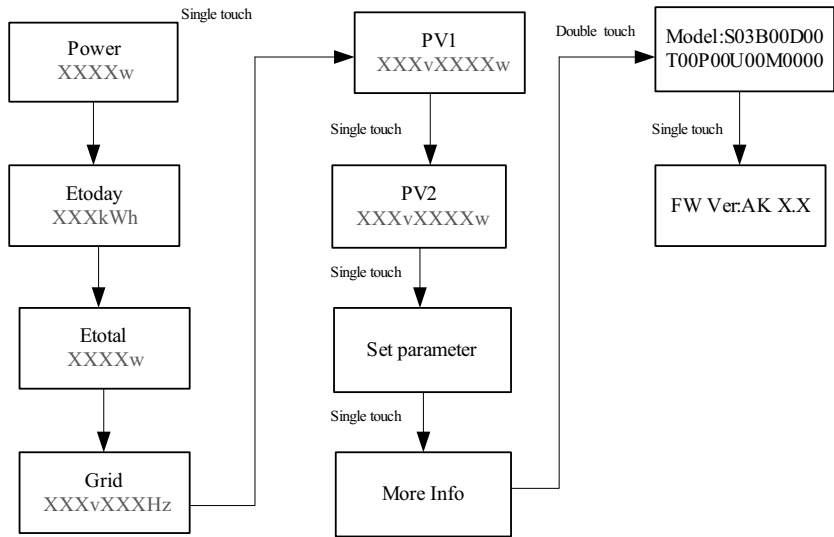 Single touch
Power
XXXXw
Etoday
XXXkWh
Etotal
XXXXw
Grid
XXXvXXXHz
PV1
XXXvXXXXw
Single touch
PV2
XXXvXXXXw
Single touch
Set parameter
Single touch
More Info
Double touch
Model:S03B00D00
T00P00U00M0000
Single touch
FW Ver:AK X.X